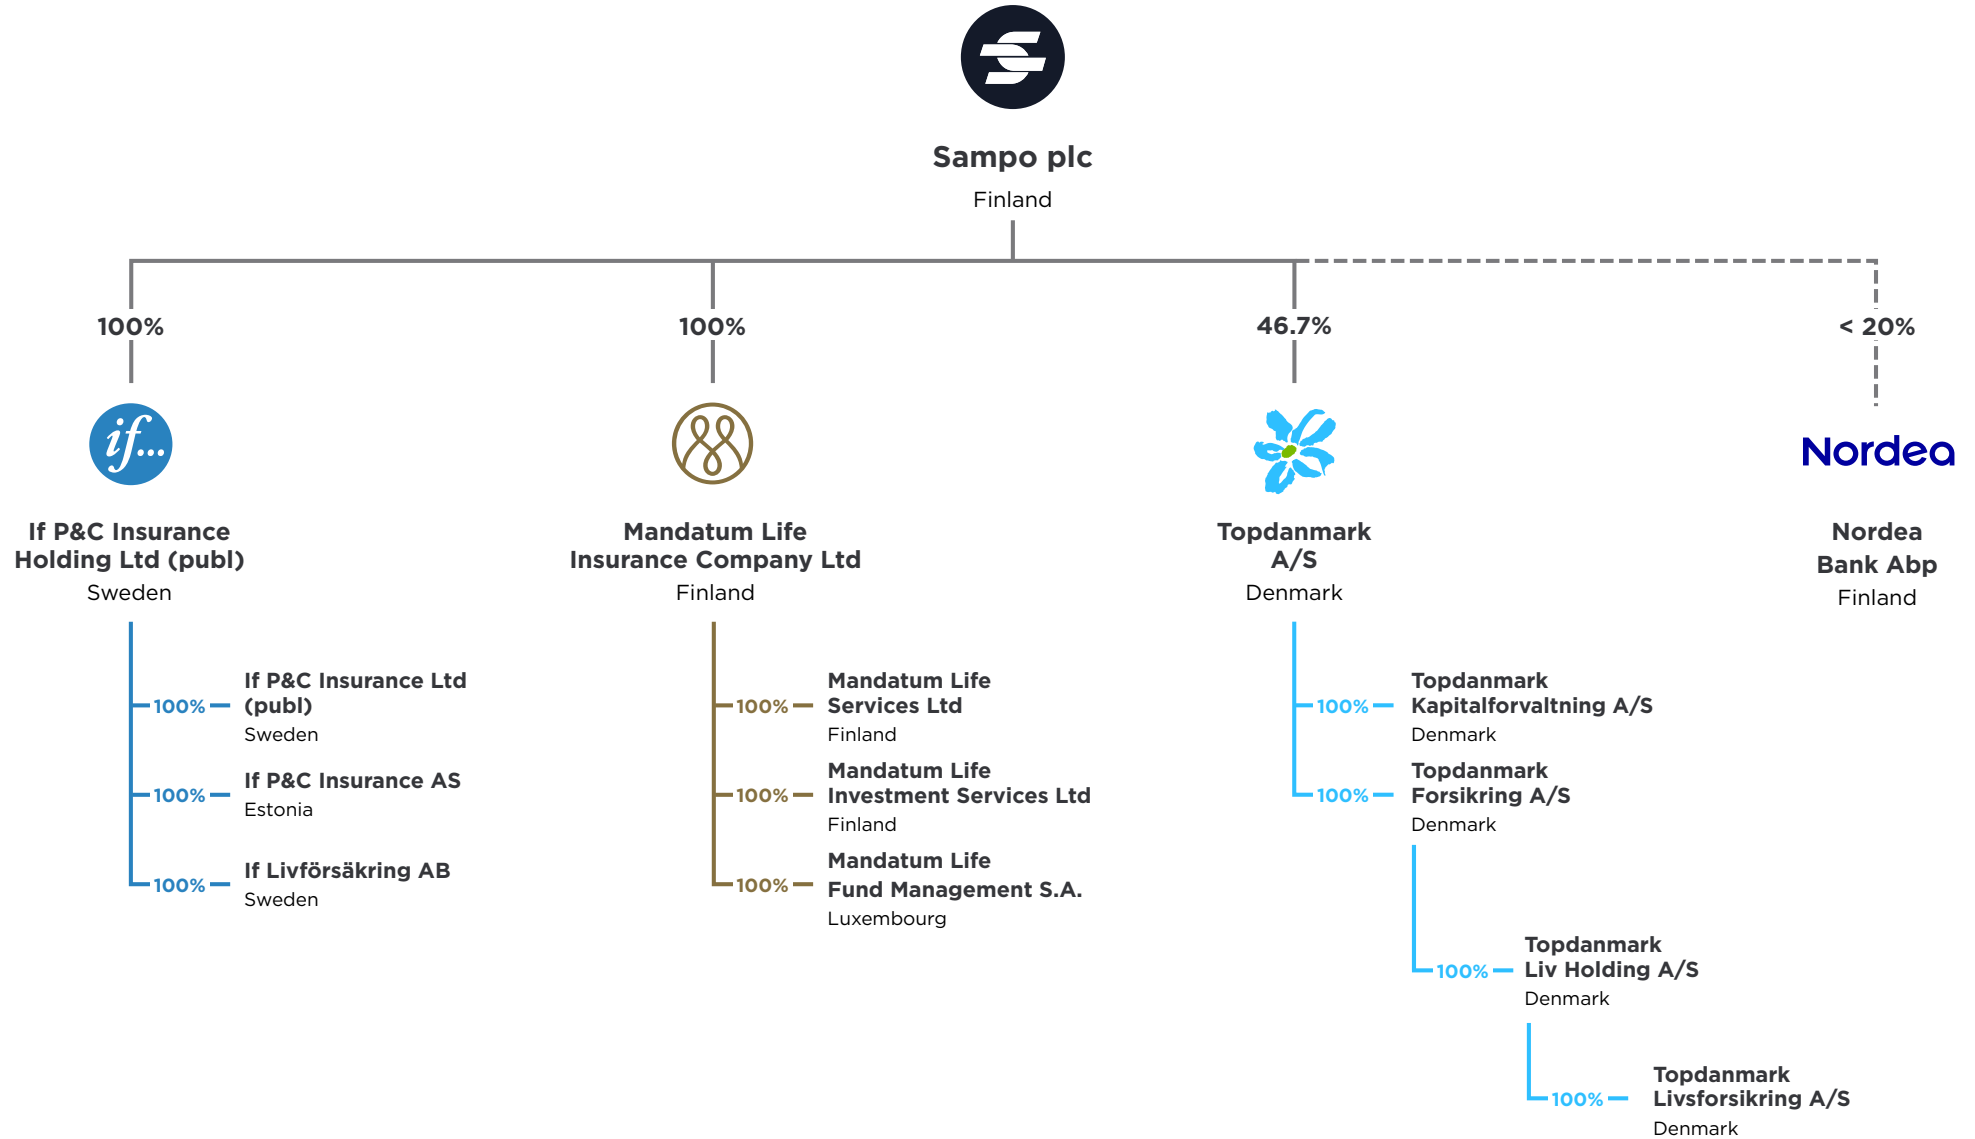 Sampo plc
Finland
100%
100%
46.7%
< 20%
if...
Nordea
If P&C Insurance
Holding Ltd (publ)
Sweden
Mandatum Life
Insurance Company Ltd
Finland
Topdanmark
A/S
Denmark
Nordea
Bank Abp
Finland
100%
If P&C Insurance Ltd
(publ)
Sweden
100%
If P&C Insurance AS
Estonia
100%
If Livförsäkring AB
Sweden
100%
Mandatum Life
Services Ltd
Finland
100%
Mandatum Life
Investment Services Ltd
Finland
100%
Mandatum Life
Fund Management S.A.
Luxembourg
100%
Topdanmark
Kapitalforvaltning A/S
Denmark
100%
Topdanmark
Forsikring A/S
Denmark
100%
Topdanmark
Liv Holding A/S
Denmark
100%
Topdanmark
Livsforsikring A/S
Denmark